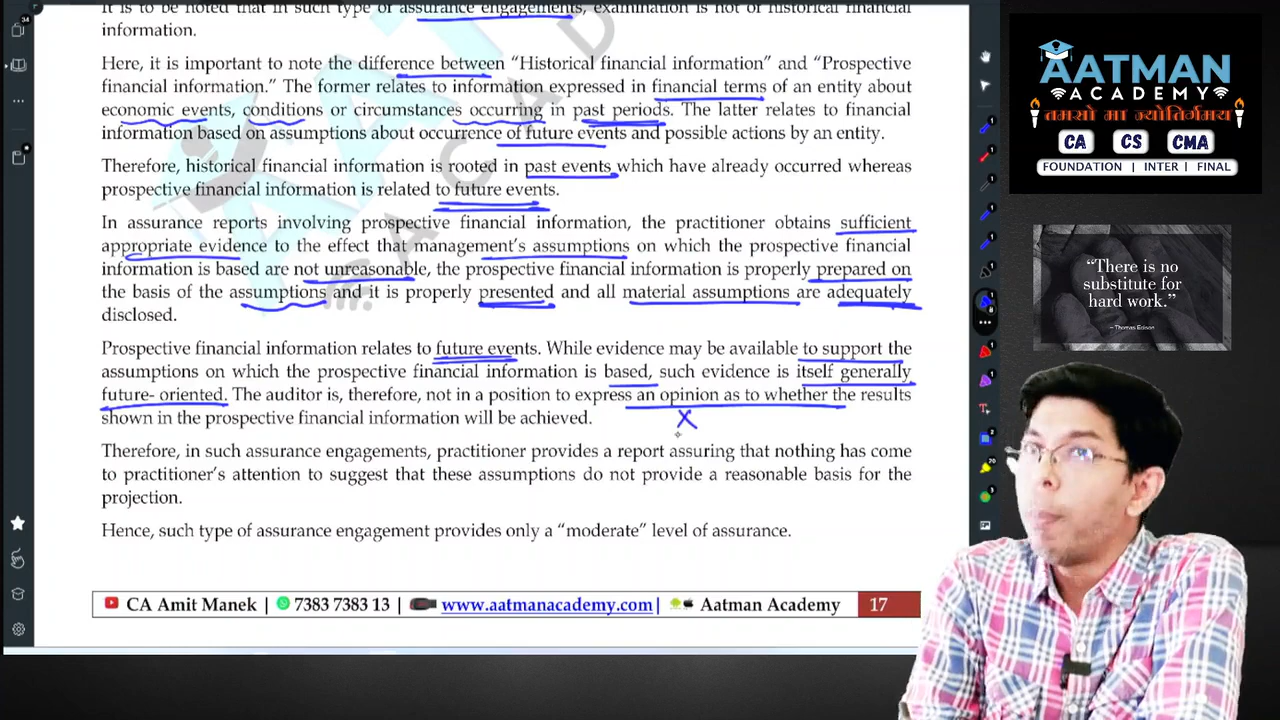 It is to be noted that in such type of assurance engagements, examination is not of historical financial
information.
Here, it is important to note the difference between “Historical financial information” and “Prospective
financial information.” The former relates to information expressed in financial terms of an entity about
economic events, conditions or circumstances occurring in past periods. The latter relates to financial
information based on assumptions about occurrence of future events and possible actions by an entity.
Therefore, historical financial information is rooted in past events which have already occurred whereas
prospective financial information is related to future events.
In assurance reports involving prospective financial information, the practitioner obtains sufficient
appropriate evidence to the effect that management’s assumptions on which the prospective financial
information is based are not unreasonable, the prospective financial information is properly prepared on
the basis of the assumptions and it is properly presented and all material assumptions are adequately
disclosed.
Prospective financial information relates to future events. While evidence may be available to support the
assumptions on which the prospective financial information is based, such evidence is itself generally
future- oriented. The auditor is, therefore, not in a position to express an opinion as to whether the results
shown in the prospective financial information will be achieved.
X
Therefore, in such assurance engagements, practitioner provides a report assuring that nothing has come
to practitioner’s attention to suggest that these assumptions do not provide a reasonable basis for the
projection.
Hence, such type of assurance engagement provides only a “moderate” level of assurance.
CA Amit Manek | 7383 7383 13 | www.aatmanacademy.com | Aatman Academy 17
AATMAN
ACADEMY
तमसो मा ज्योतिर्गमय
CA CS CMA
FOUNDATION | INTER | FINAL
“There is no
substitute for
hard work.”
– Thomas Edison